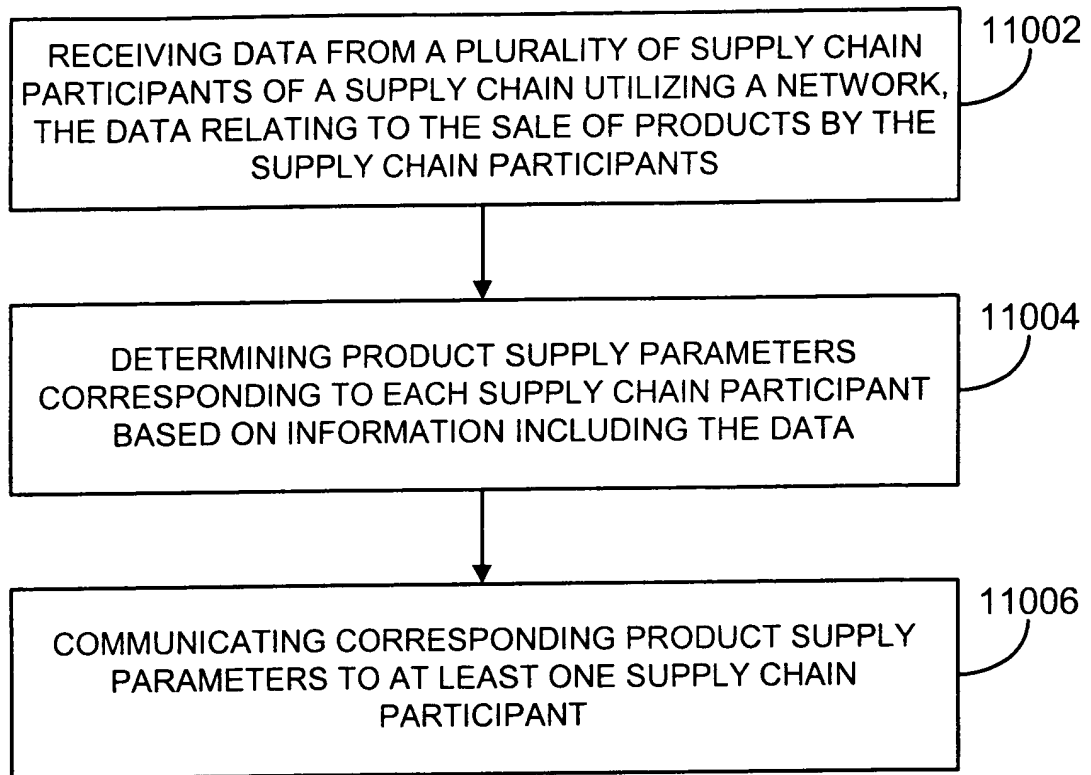 RECEIVING DATA FROM A PLURALITY OF SUPPLY CHAIN
PARTICIPANTS OF A SUPPLY CHAIN UTILIZING A NETWORK,
THE DATA RELATING TO THE SALE OF PRODUCTS BY THE
SUPPLY CHAIN PARTICIPANTS
11002
DETERMINING PRODUCT SUPPLY PARAMETERS
CORRESPONDING TO EACH SUPPLY CHAIN PARTICIPANT
BASED ON INFORMATION INCLUDING THE DATA
11004
COMMUNICATING CORRESPONDING PRODUCT SUPPLY
PARAMETERS TO AT LEAST ONE SUPPLY CHAIN
PARTICIPANT
11006